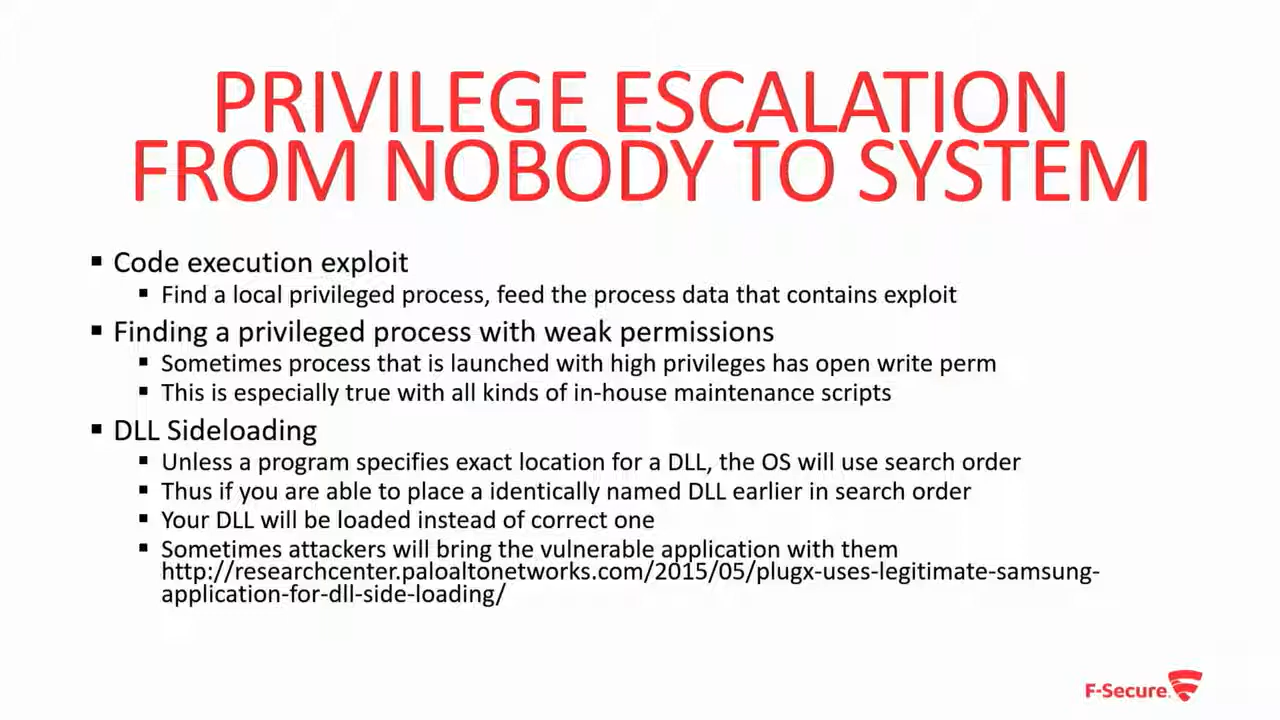 PRIVILEGE ESCALATION
FROM NOBODY TO SYSTEM
▪ Code execution exploit
▪ Find a local privileged process, feed the process data that contains exploit
▪ Finding a privileged process with weak permissions
▪ Sometimes process that is launched with high privileges has open write perm
▪ This is especially true with all kinds of in-house maintenance scripts
▪ DLL Sideloading
▪ Unless a program specifies exact location for a DLL, the OS will use search order
▪ Thus if you are able to place a identically named DLL earlier in search order
▪ Your DLL will be loaded instead of correct one
▪ Sometimes attackers will bring the vulnerable application with them
http://researchcenter.paloaltonetworks.com/2015/05/plugx-uses-legitimate-samsung-
application-for-dll-side-loading/
F-Secure.